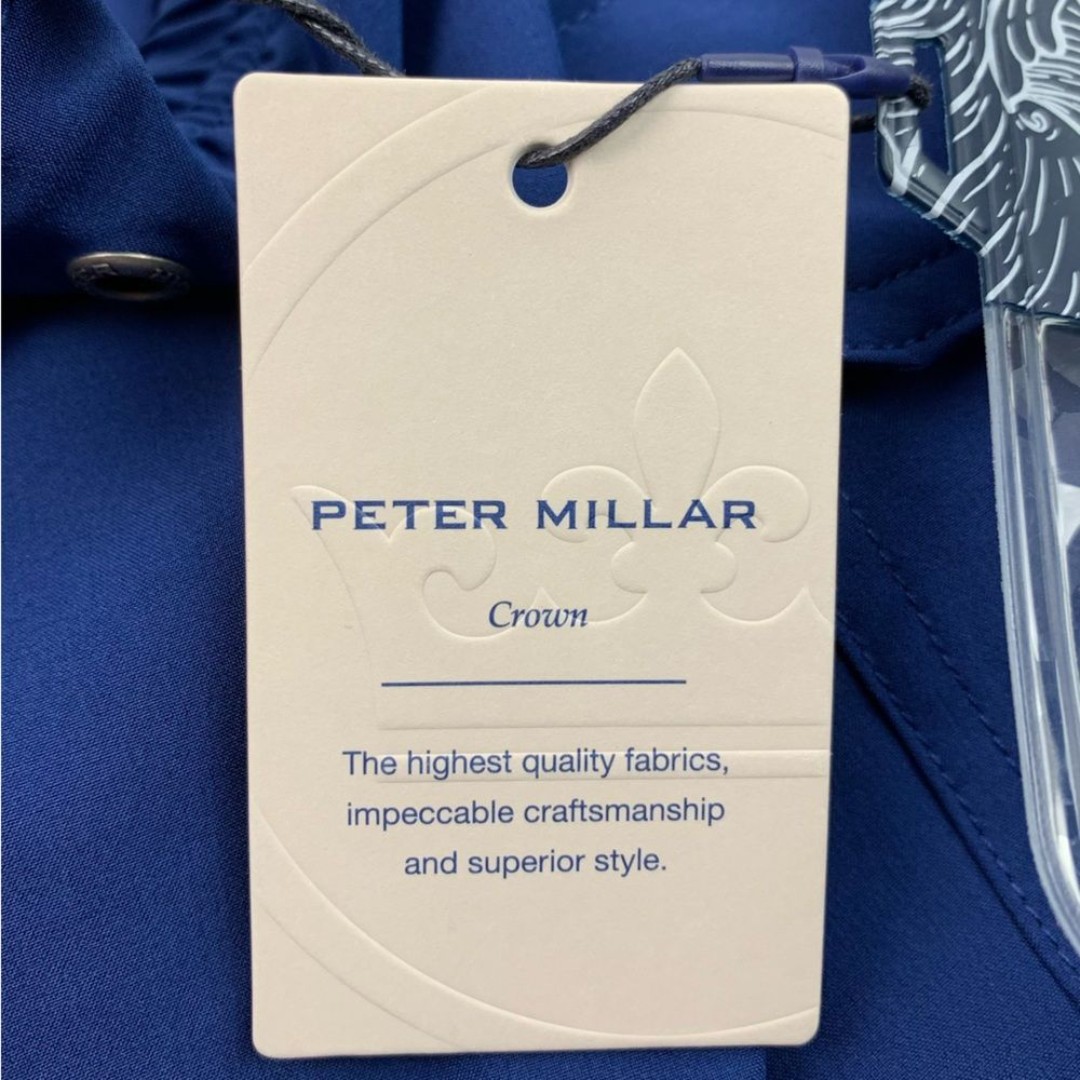 PETER MILLAR
Crown
The highest quality fabrics,
impeccable craftsmanship
and superior style.